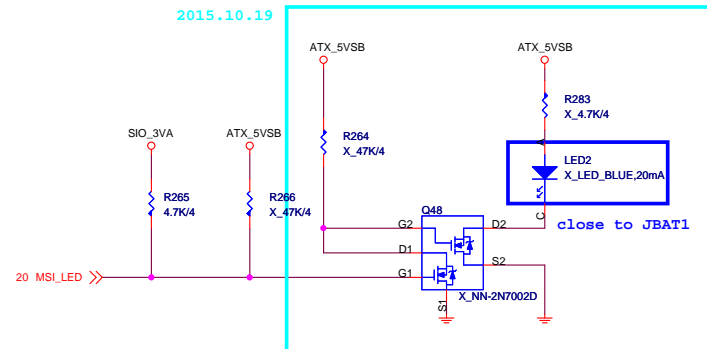 2015.10.19
ATX_5VSB
ATX_5VSB
R283
X_4.7K/4
SIO_3VA
ATX_5VSB
R264
X_47K/4
A
LED2
X_LED_BLUE,20mA
R265
4.7K/4
R266
X_47K/4
C
close to JBAT1
Q48
G2
D2
D1
S2
G1
20 MSI_LED
S1
X_NN-2N7002D